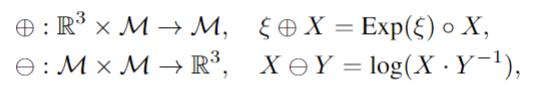 ⊕ : ℝ³ × ℳ → ℳ, ξ ⊕ X = Exp(ξ) ∘ X,
⊖ : ℳ × ℳ → ℝ³, X ⊖ Y = log(X · Y⁻¹),